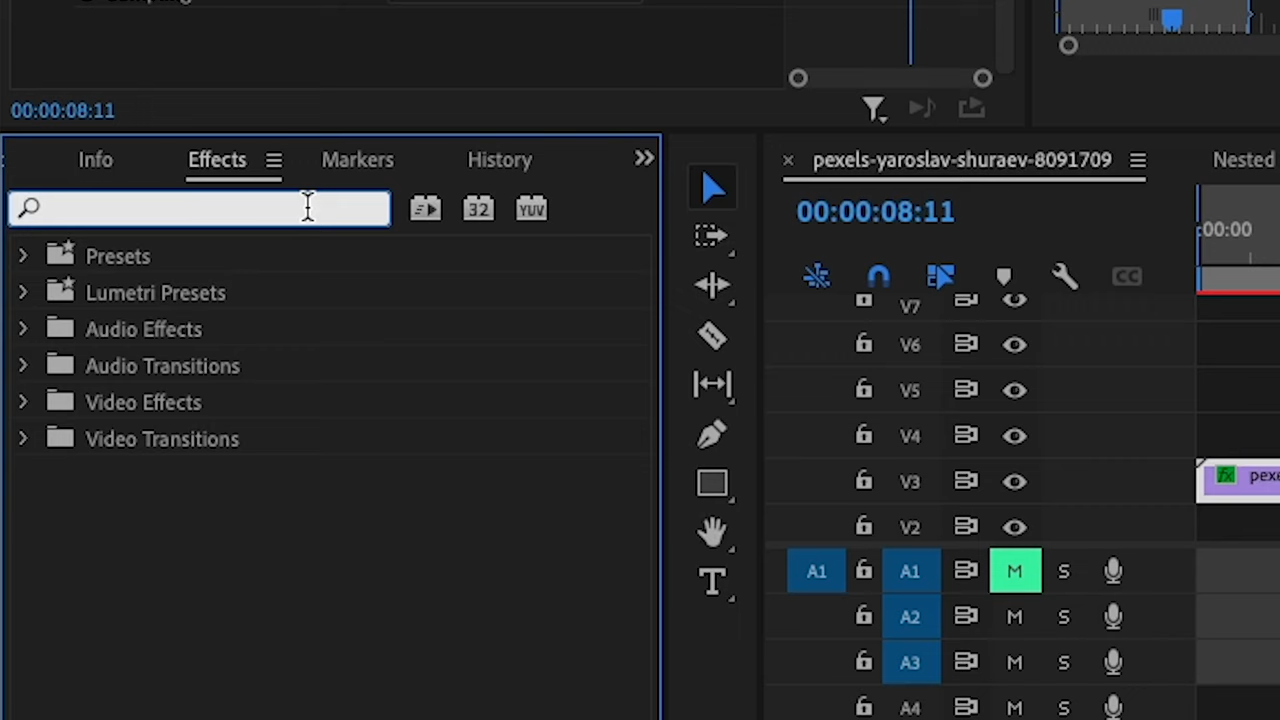 00:00:08:11
Info
Effects
Markers
History
pexels-yaroslav-shuraev-8091709
Nested
32
YUV
00:00:08:11
:00:00
Presets
Lumetri Presets
Audio Effects
Audio Transitions
Video Effects
Video Transitions
CC
V7
V6
V5
V4
V3
fx pexe
V2
A1 A1 M S
A2 M S
A3 M S
A4 M S
T